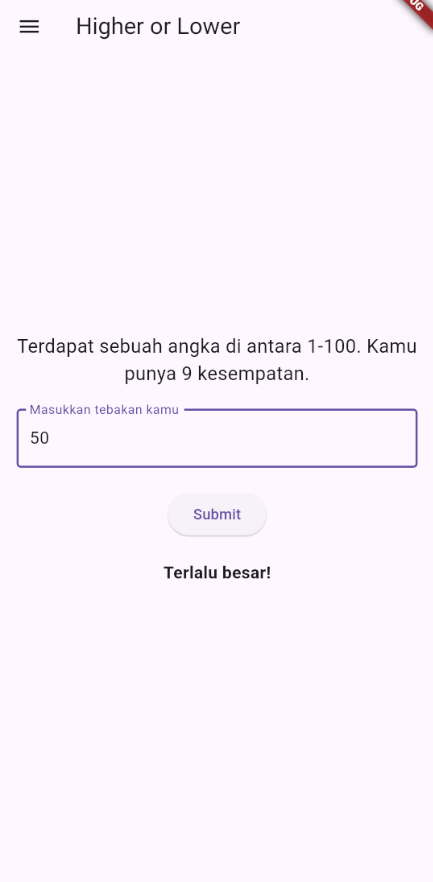 Higher or Lower
Terdapat sebuah angka di antara 1-100. Kamu
punya 9 kesempatan.
Masukkan tebakan kamu
50
Submit
Terlalu besar!